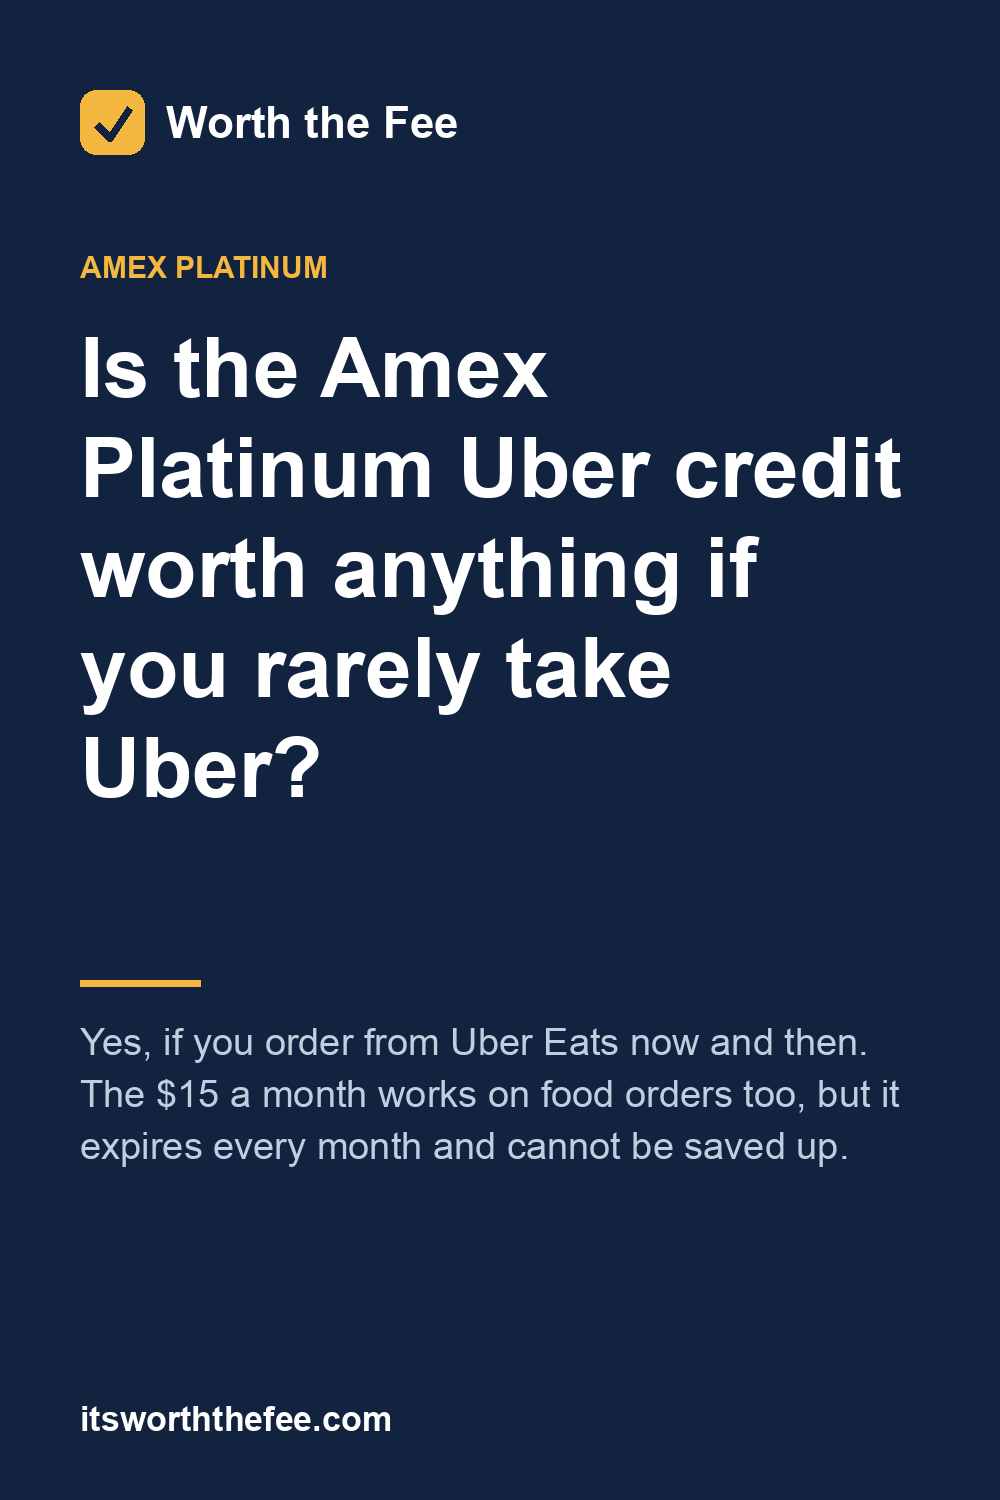 Worth the Fee
AMEX PLATINUM
Is the Amex
Platinum Uber credit
worth anything if
you rarely take
Uber?
Yes, if you order from Uber Eats now and then.
The $15 a month works on food orders too, but it
expires every month and cannot be saved up.
itsworththefee.com